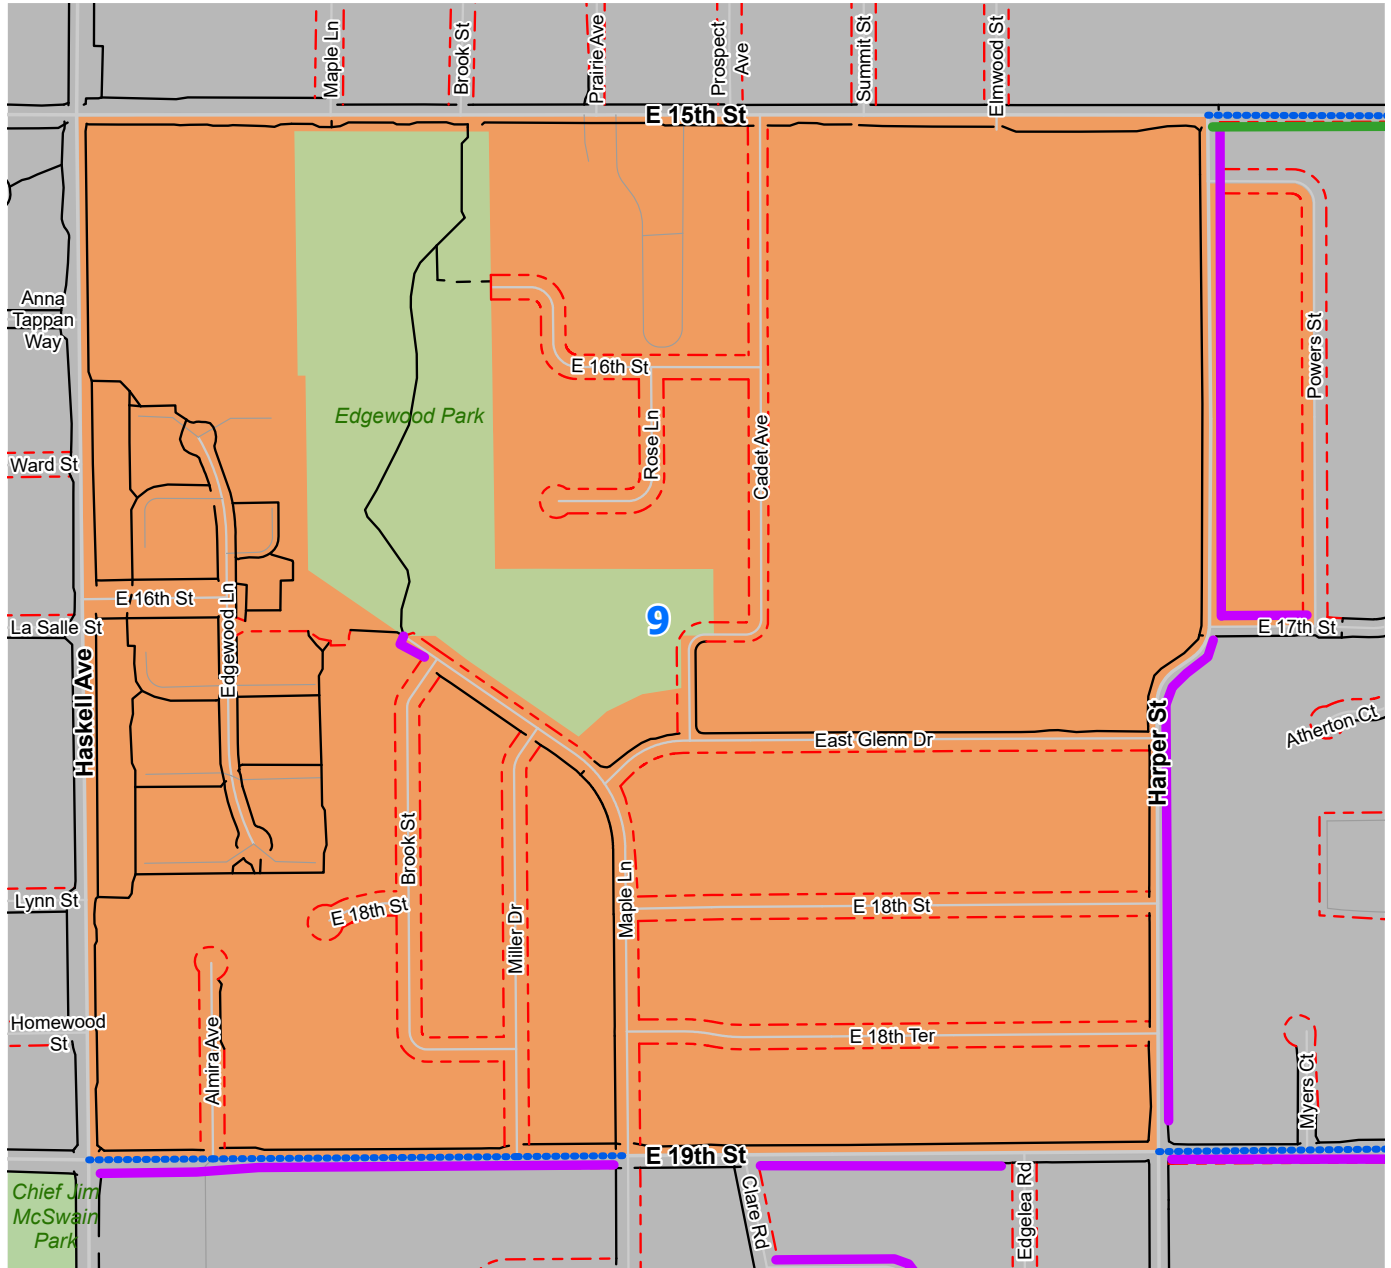 Maple Ln
Brook St
Prairie Ave
Prospect
Ave
Summit St
Elmwood St
E 15th St
Anna
Tappan
Way
E 16th St
Powers St
Edgewood Park
Rose Ln
Cadet Ave
Ward St
E 16th St
Edgewood Ln
9
La Salle St
E 17th St
Haskell Ave
Atherton Ct
East Glenn Dr
Harper St
Brook St
Lynn St
E 18th St
Miller Dr
Maple Ln
E 18th St
Homewood
St
Almira Ave
E 18th Ter
Myers Ct
E 19th St
Chief Jim
McSwain
Park
Clare Rd
Edgelea Rd